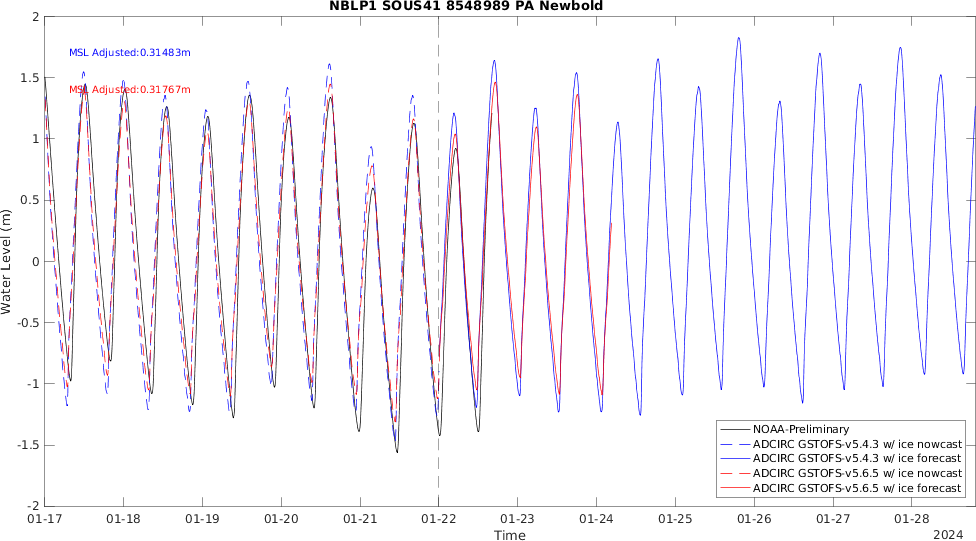 NBLP1 SOUS41 8548989 PA Newbold
MSL Adjusted:0.31483m
MSL Adjusted:0.31767m
Water Level (m)
2
1.5
1
0.5
0
-0.5
-1
-1.5
-2
01-17 01-18 01-19 01-20 01-21 01-22 01-23 01-24 01-25 01-26 01-27 01-28
Time
2024
NOAA-Preliminary
ADCIRC GSTOFS-v5.4.3 w/ ice nowcast
ADCIRC GSTOFS-v5.4.3 w/ ice forecast
ADCIRC GSTOFS-v5.6.5 w/ ice nowcast
ADCIRC GSTOFS-v5.6.5 w/ ice forecast